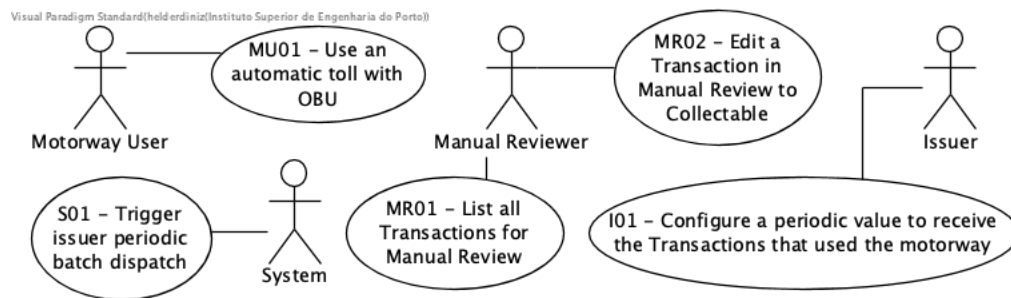 Visual Paradigm Standard(helderdiniz(Instituto Superior de Engenharia do Porto))
MU01 – Use an
automatic toll with
OBU
Motorway User
MR02 – Edit a
Transaction in
Manual Review to
Collectable
Manual Reviewer
Issuer
S01 – Trigger
issuer periodic
batch dispatch
System
MR01 – List all
Transactions for
Manual Review
I01 – Configure a periodic value to receive
the Transactions that used the motorway